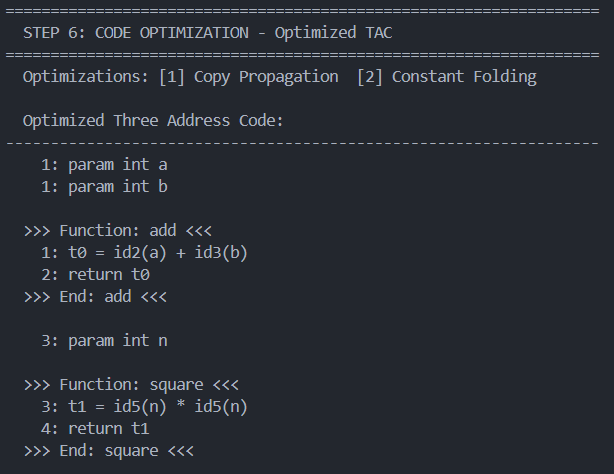 ==================================================================
STEP 6: CODE OPTIMIZATION - Optimized TAC
==================================================================
Optimizations: [1] Copy Propagation  [2] Constant Folding
Optimized Three Address Code:
------------------------------------------------------------------
1: param int a
1: param int b
>>> Function: add <<<
1: t0 = id2(a) + id3(b)
2: return t0
>>> End: add <<<
3: param int n
>>> Function: square <<<
3: t1 = id5(n) * id5(n)
4: return t1
>>> End: square <<<